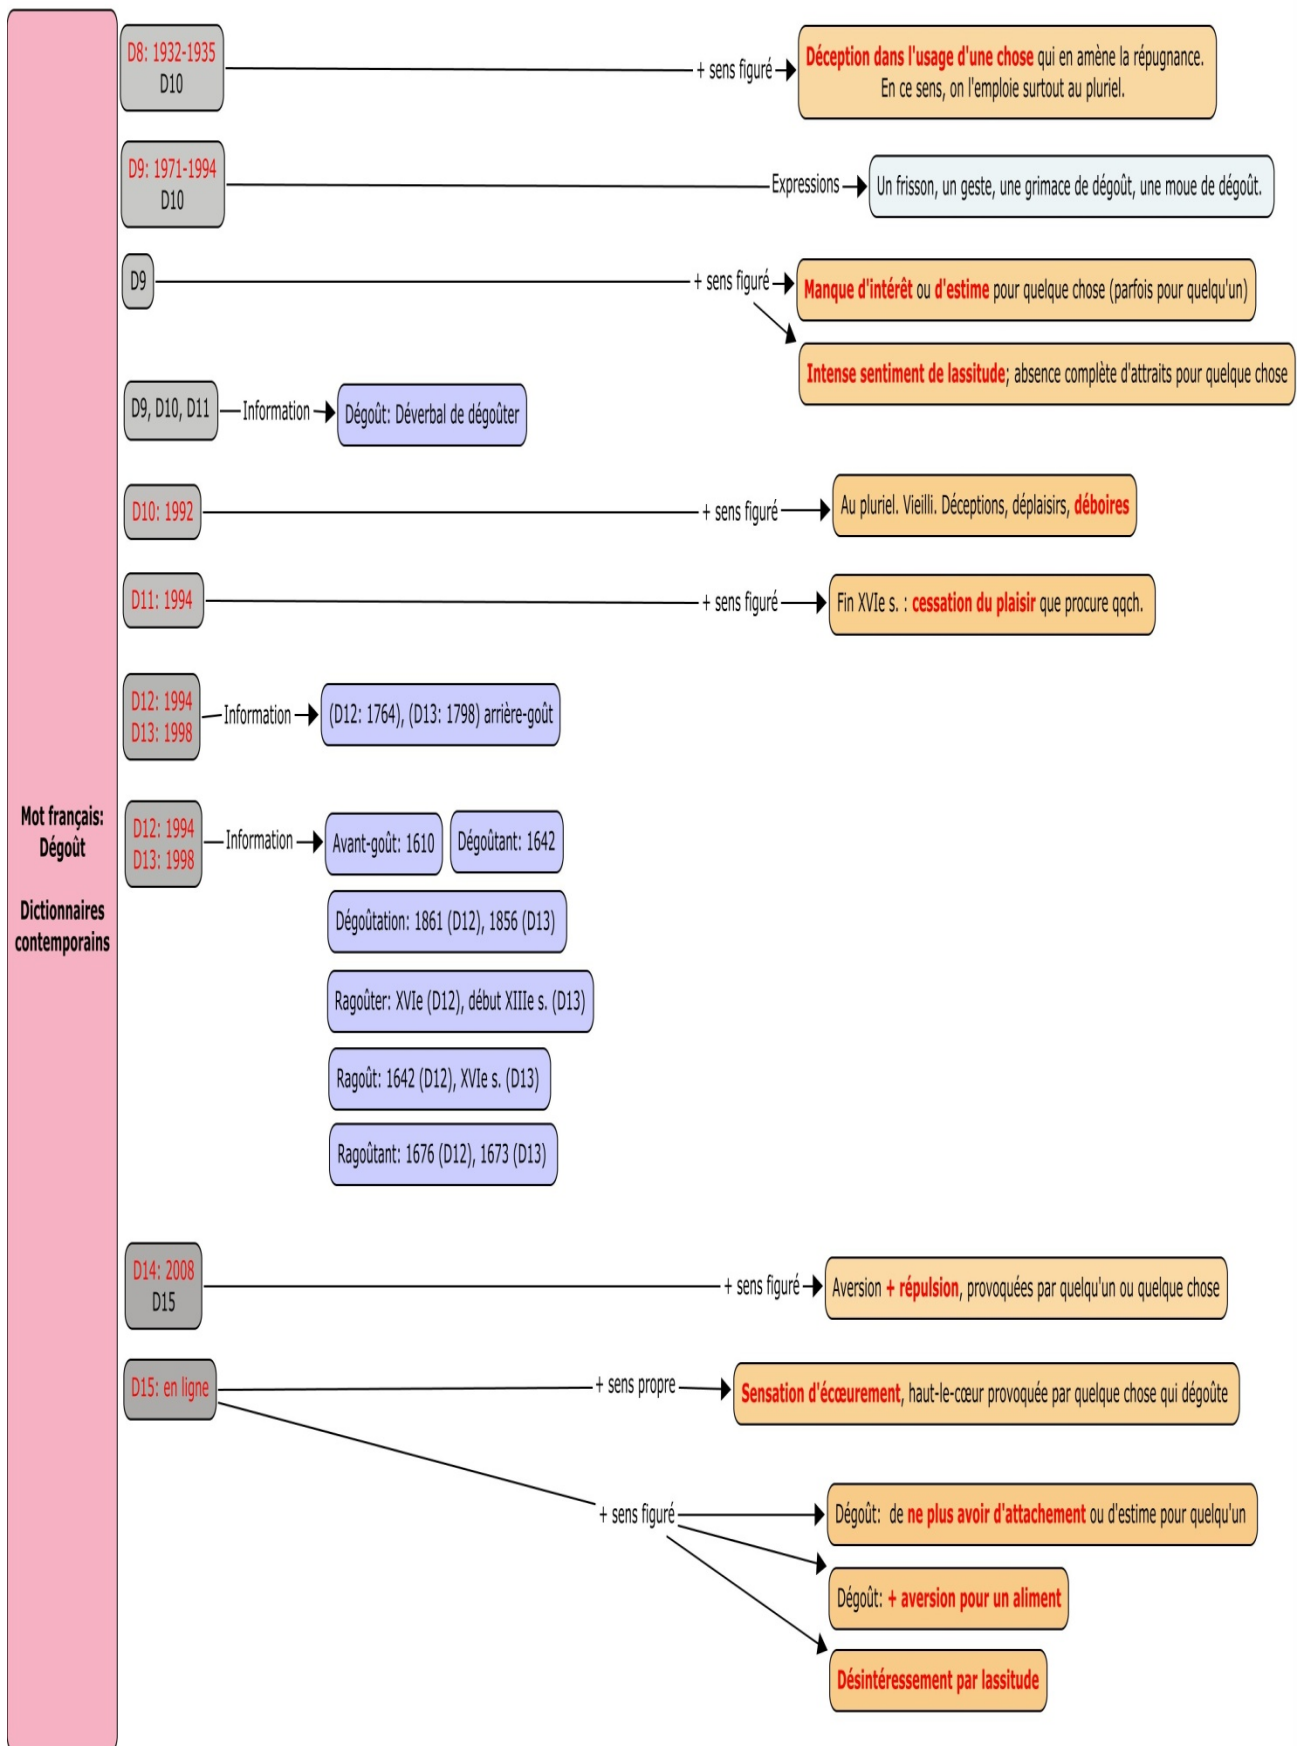 Mot français:
Dégoût
Dictionnaires
contemporains
D8: 1932-1935
D10
+ sens figuré
Déception dans l'usage d'une chose qui en amène la répugnance.
En ce sens, on l'emploie surtout au pluriel.
D9: 1971-1994
D10
Expressions
Un frisson, un geste, une grimace de dégoût, une moue de dégoût.
D9
+ sens figuré
Manque d'intérêt ou d'estime pour quelque chose (parfois pour quelqu'un)
Intense sentiment de lassitude; absence complète d'attraits pour quelque chose
D9, D10, D11
Information
Dégoût: Déverbal de dégoûter
D10: 1992
+ sens figuré
Au pluriel. Vieilli. Déceptions, déplaisirs, déboires
D11: 1994
+ sens figuré
Fin XVIe s. : cessation du plaisir que procure qqch.
D12: 1994
D13: 1998
Information
(D12: 1764), (D13: 1798) arrière-goût
D12: 1994
D13: 1998
Information
Avant-goût: 1610
Dégoûtant: 1642
Dégoûtation: 1861 (D12), 1856 (D13)
Ragoûter: XVIe (D12), début XIIIe s. (D13)
Ragoût: 1642 (D12), XVIe s. (D13)
Ragoûtant: 1676 (D12), 1673 (D13)
D14: 2008
D15
+ sens figuré
Aversion + répulsion, provoquées par quelqu'un ou quelque chose
D15: en ligne
+ sens propre
Sensation d'écœurement, haut-le-cœur provoquée par quelque chose qui dégoûte
+ sens figuré
Dégoût: de ne plus avoir d'attachement ou d'estime pour quelqu'un
Dégoût: + aversion pour un aliment
Désintéressement par lassitude